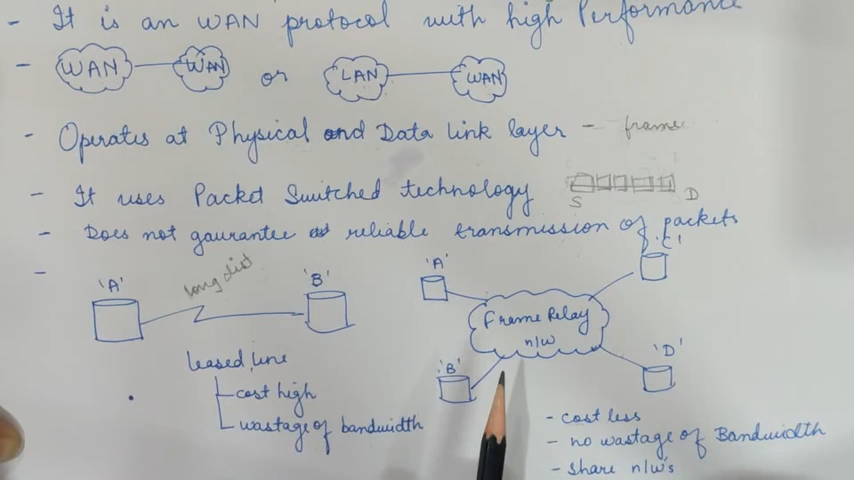 - It is an WAN protocol with high Performance
- WAN WAN or LAN WAN
- Operates at Physical and Data link layer - frame
- It uses Packet Switched technology
S D
- Does not gaurantee reliable transmission of packets
-
'A' long dist 'B'
leased line
cost high
wastage of bandwidth
'A' 'C'
Frame Relay
n/w
'B' 'D'
- cost less
- no wastage of Bandwidth
- share n/w's